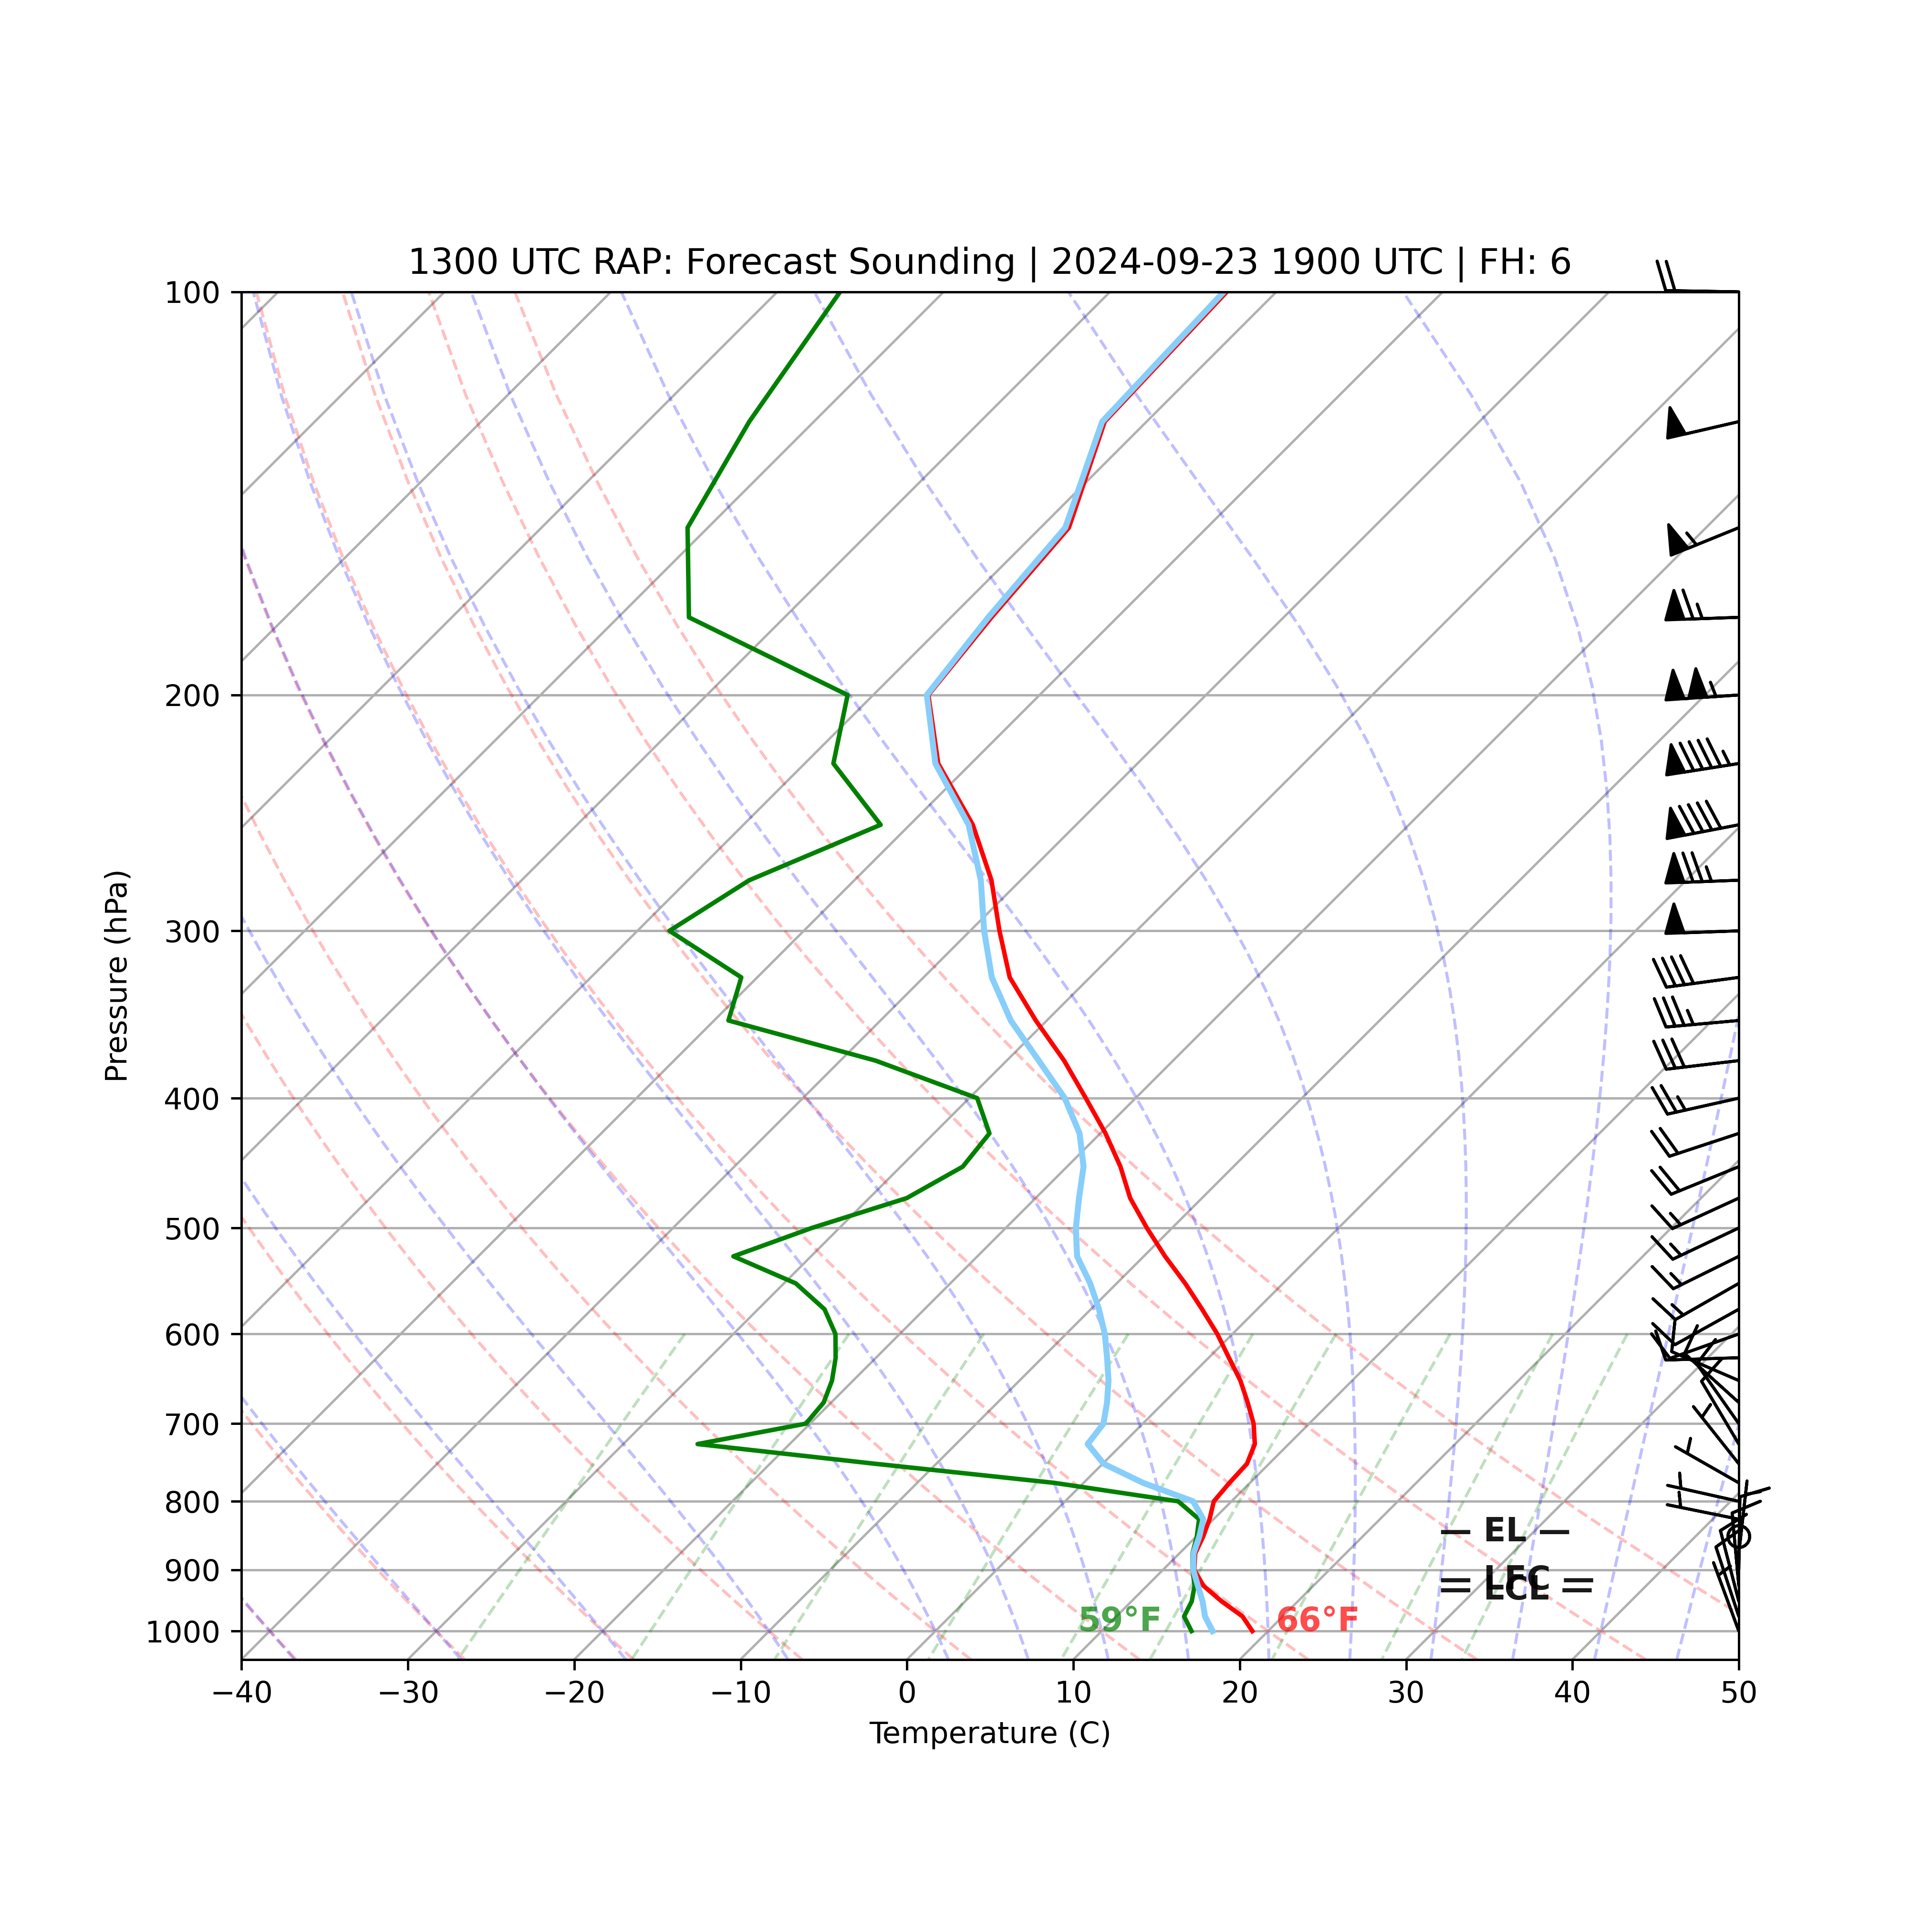 1300 UTC RAP: Forecast Sounding | 2024-09-23 1900 UTC | FH: 6
100
200
300
400
500
600
700
800
900
1000
Pressure (hPa)
— EL —
— LFC —
— LCL —
59°F
66°F
−40 −30 −20 −10 0 10 20 30 40 50
Temperature (C)